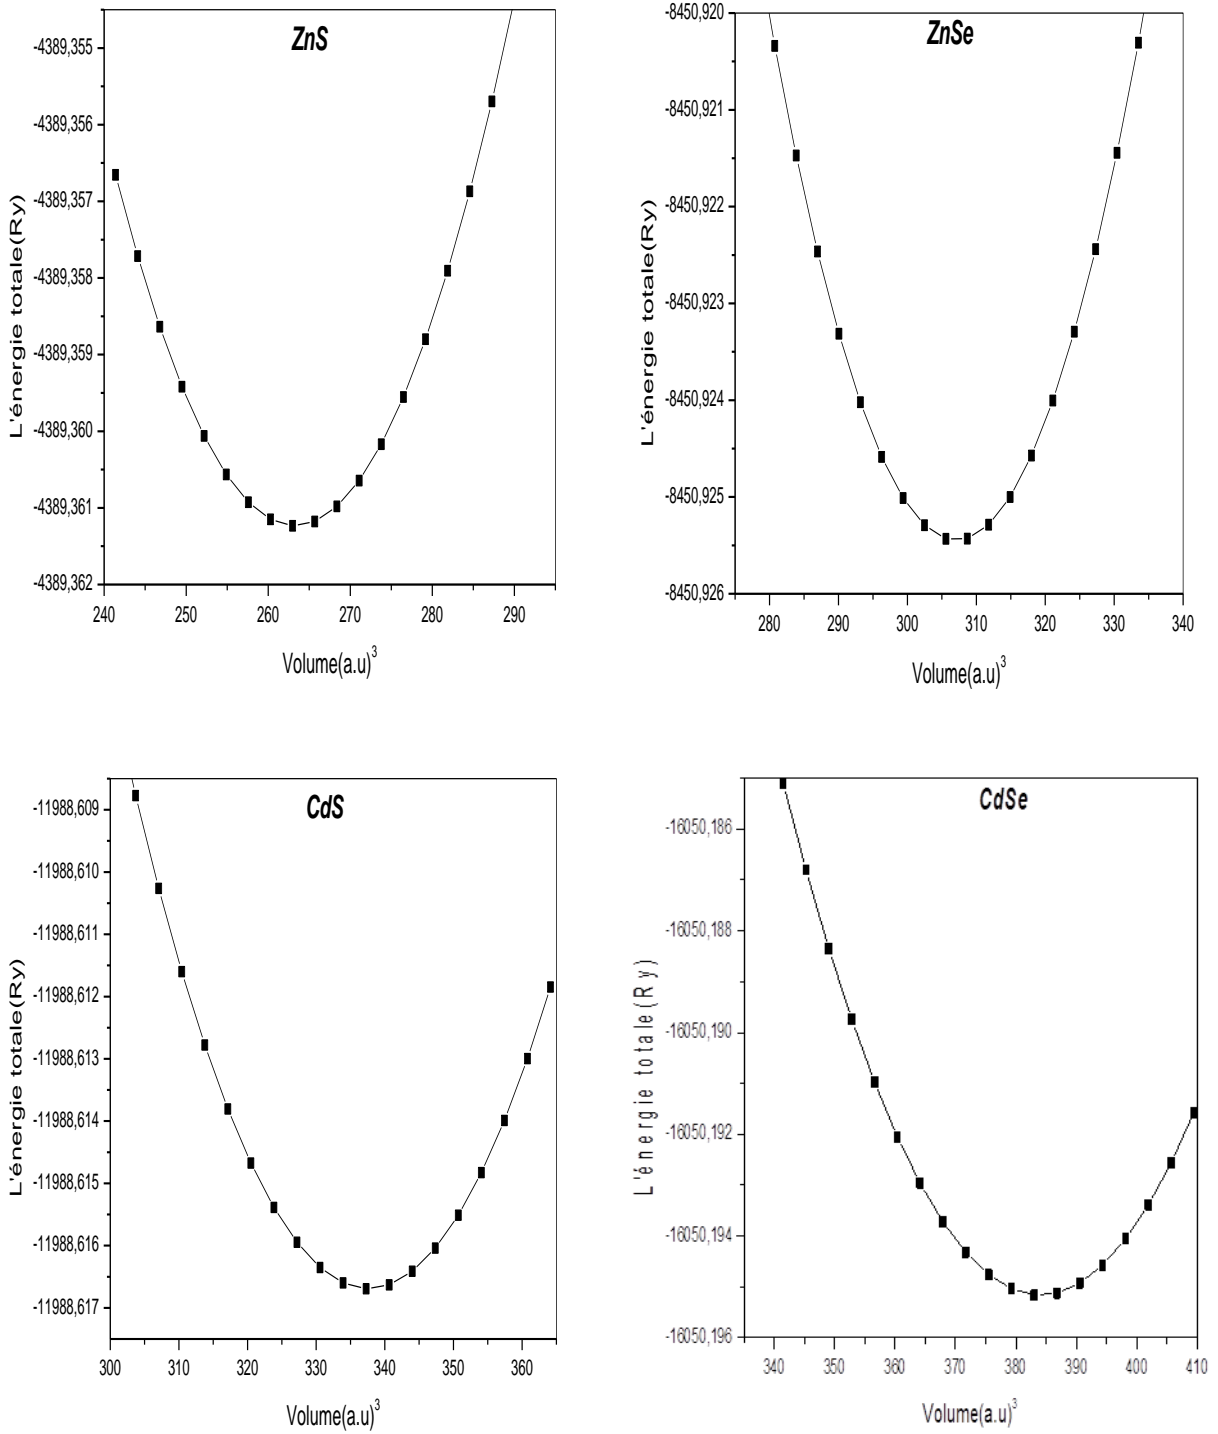 ZnS
-4389,355
-4389,356
-4389,357
-4389,358
-4389,359
-4389,360
-4389,361
-4389,362
L'énergie totale(Ry)
240 250 260 270 280 290
Volume(a.u)³
ZnSe
-8450,920
-8450,921
-8450,922
-8450,923
-8450,924
-8450,925
-8450,926
L'énergie totale(Ry)
280 290 300 310 320 330 340
Volume(a.u)³
CdS
-11988,609
-11988,610
-11988,611
-11988,612
-11988,613
-11988,614
-11988,615
-11988,616
-11988,617
L'énergie totale(Ry)
300 310 320 330 340 350 360
Volume(a.u)³
CdSe
-16050,186
-16050,188
-16050,190
-16050,192
-16050,194
-16050,196
L'énergie totale(Ry)
340 350 360 370 380 390 400 410
Volume(a.u)³